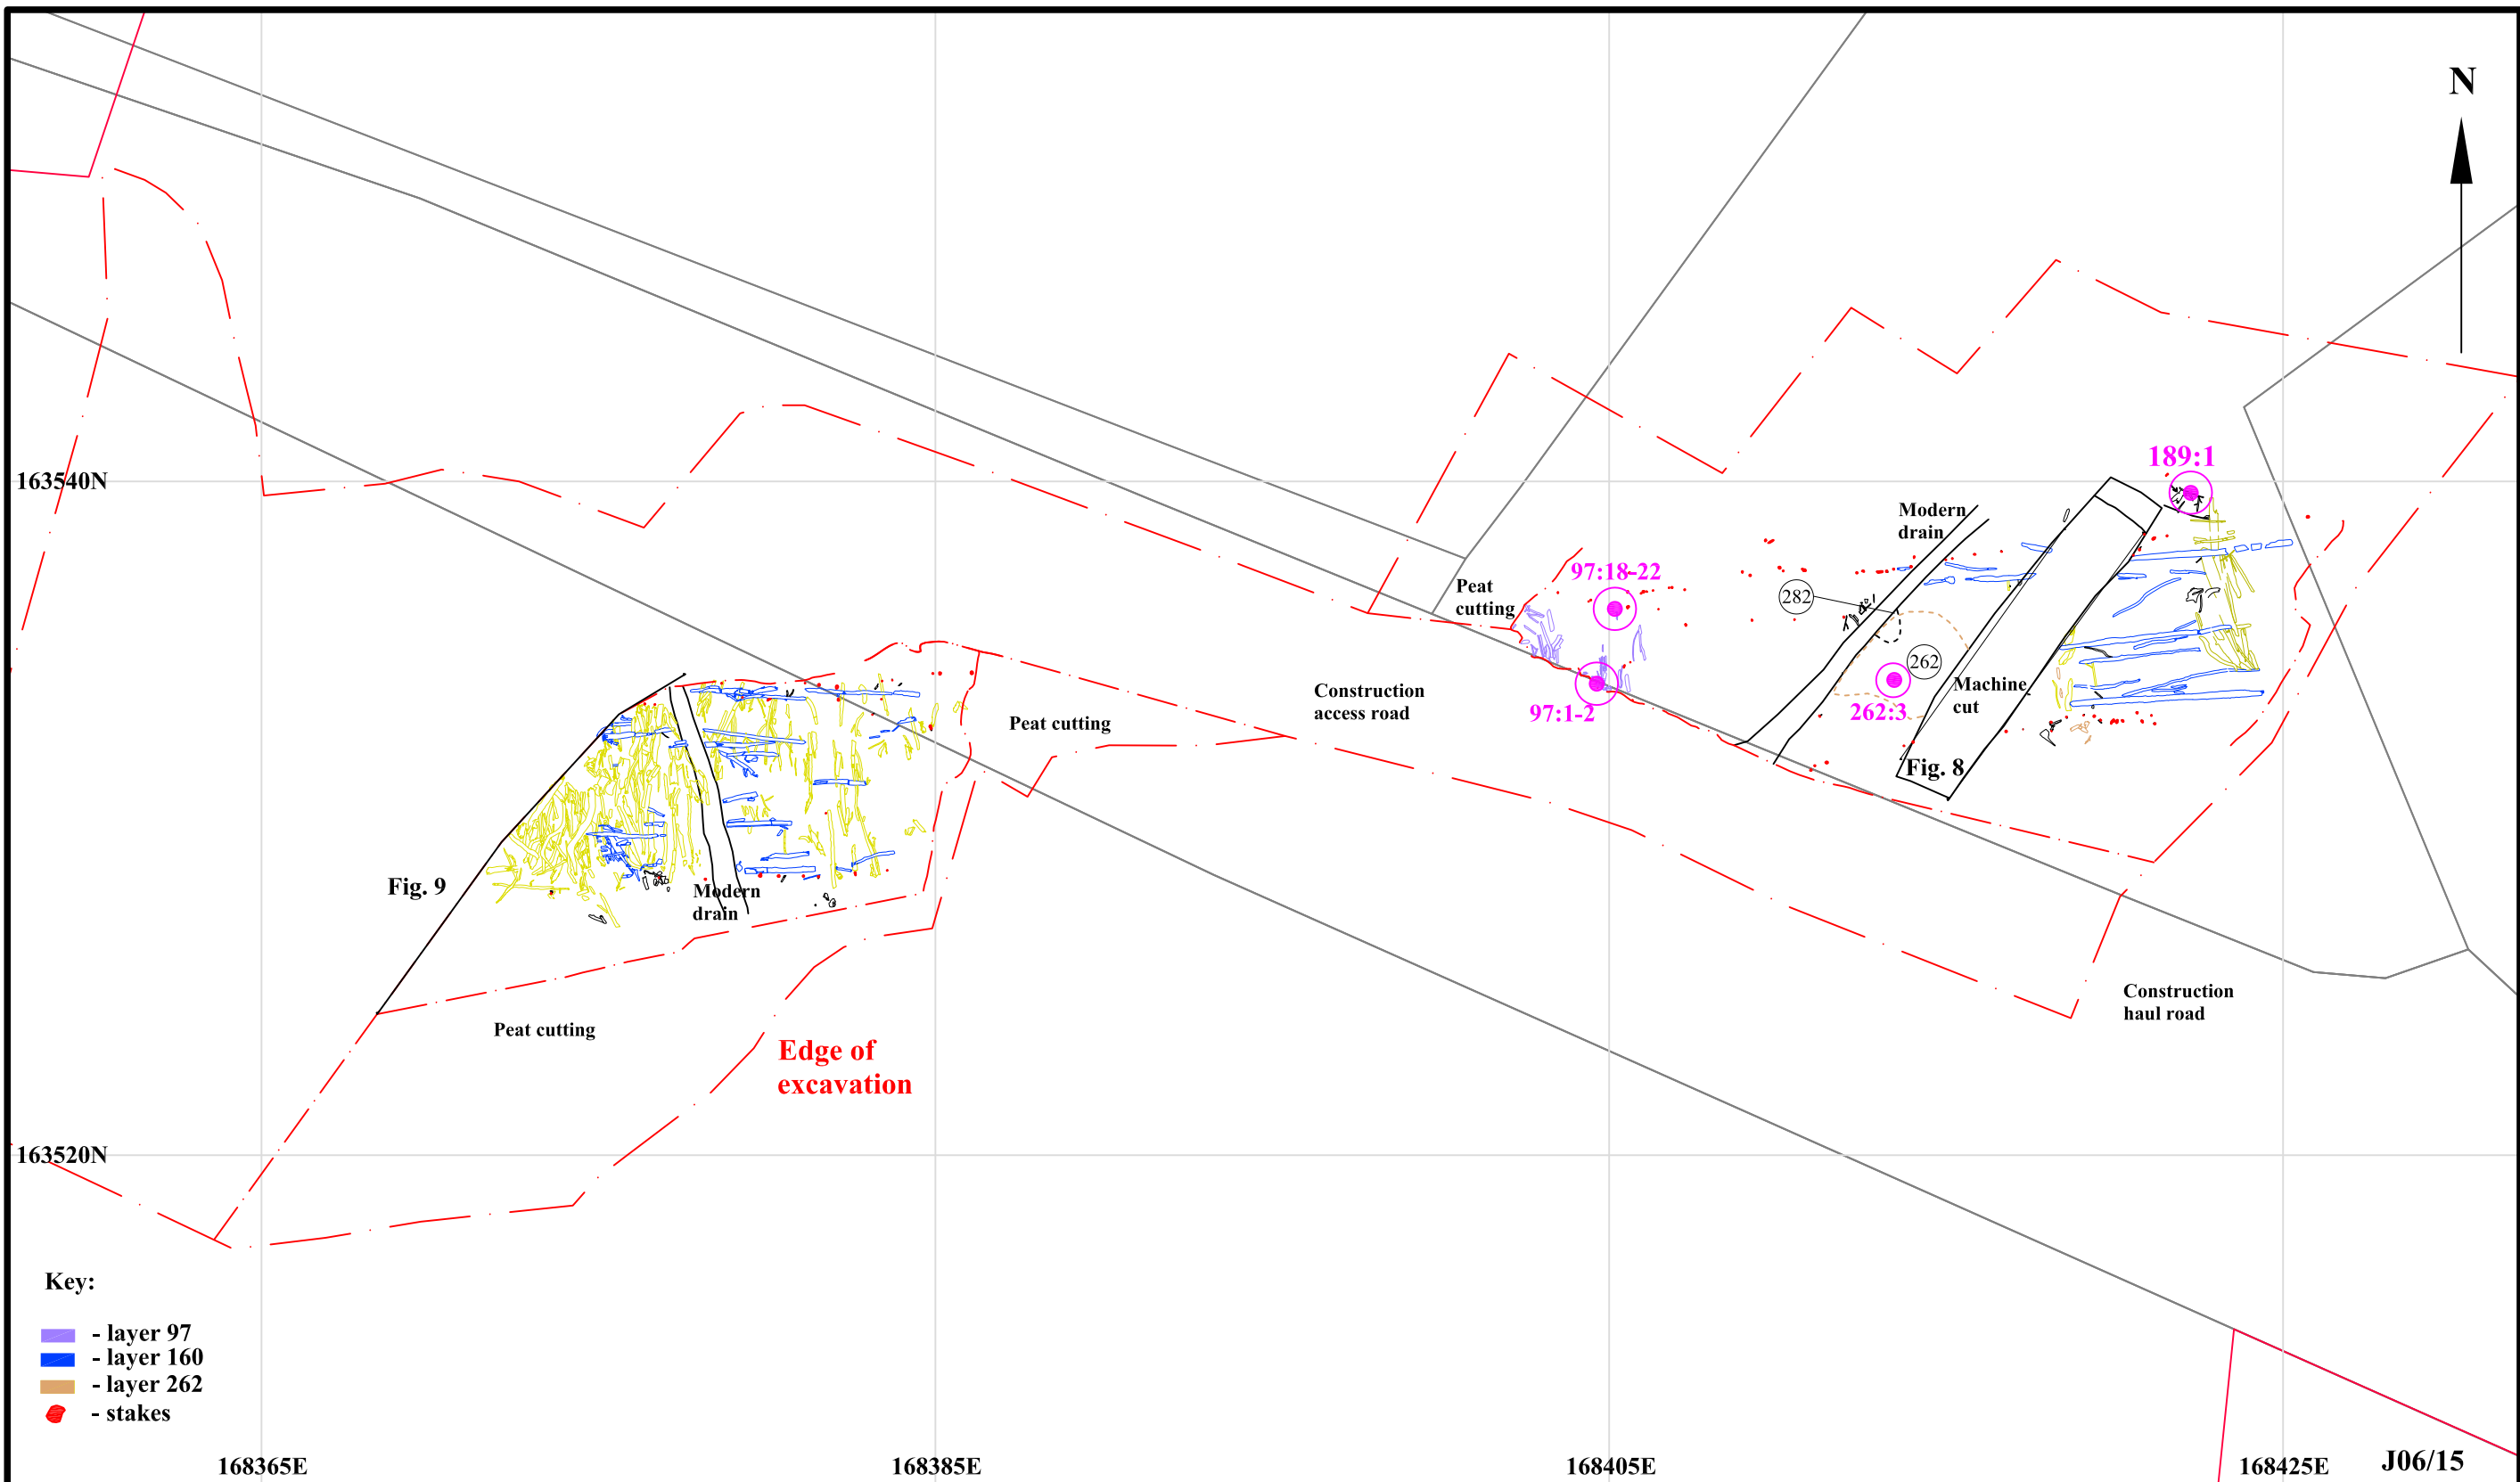 N
189:1
163540N
Modern
drain
97:18-22
Peat
cutting
282
262
Construction
access road
Machine
cut
97:1-2
262:3
Peat cutting
Fig. 8
Fig. 9
Modern
drain
Construction
haul road
Peat cutting
Edge of
excavation
163520N
Key:
- layer 97
- layer 160
- layer 262
- stakes
168365E
168385E
168405E
168425E
J06/15